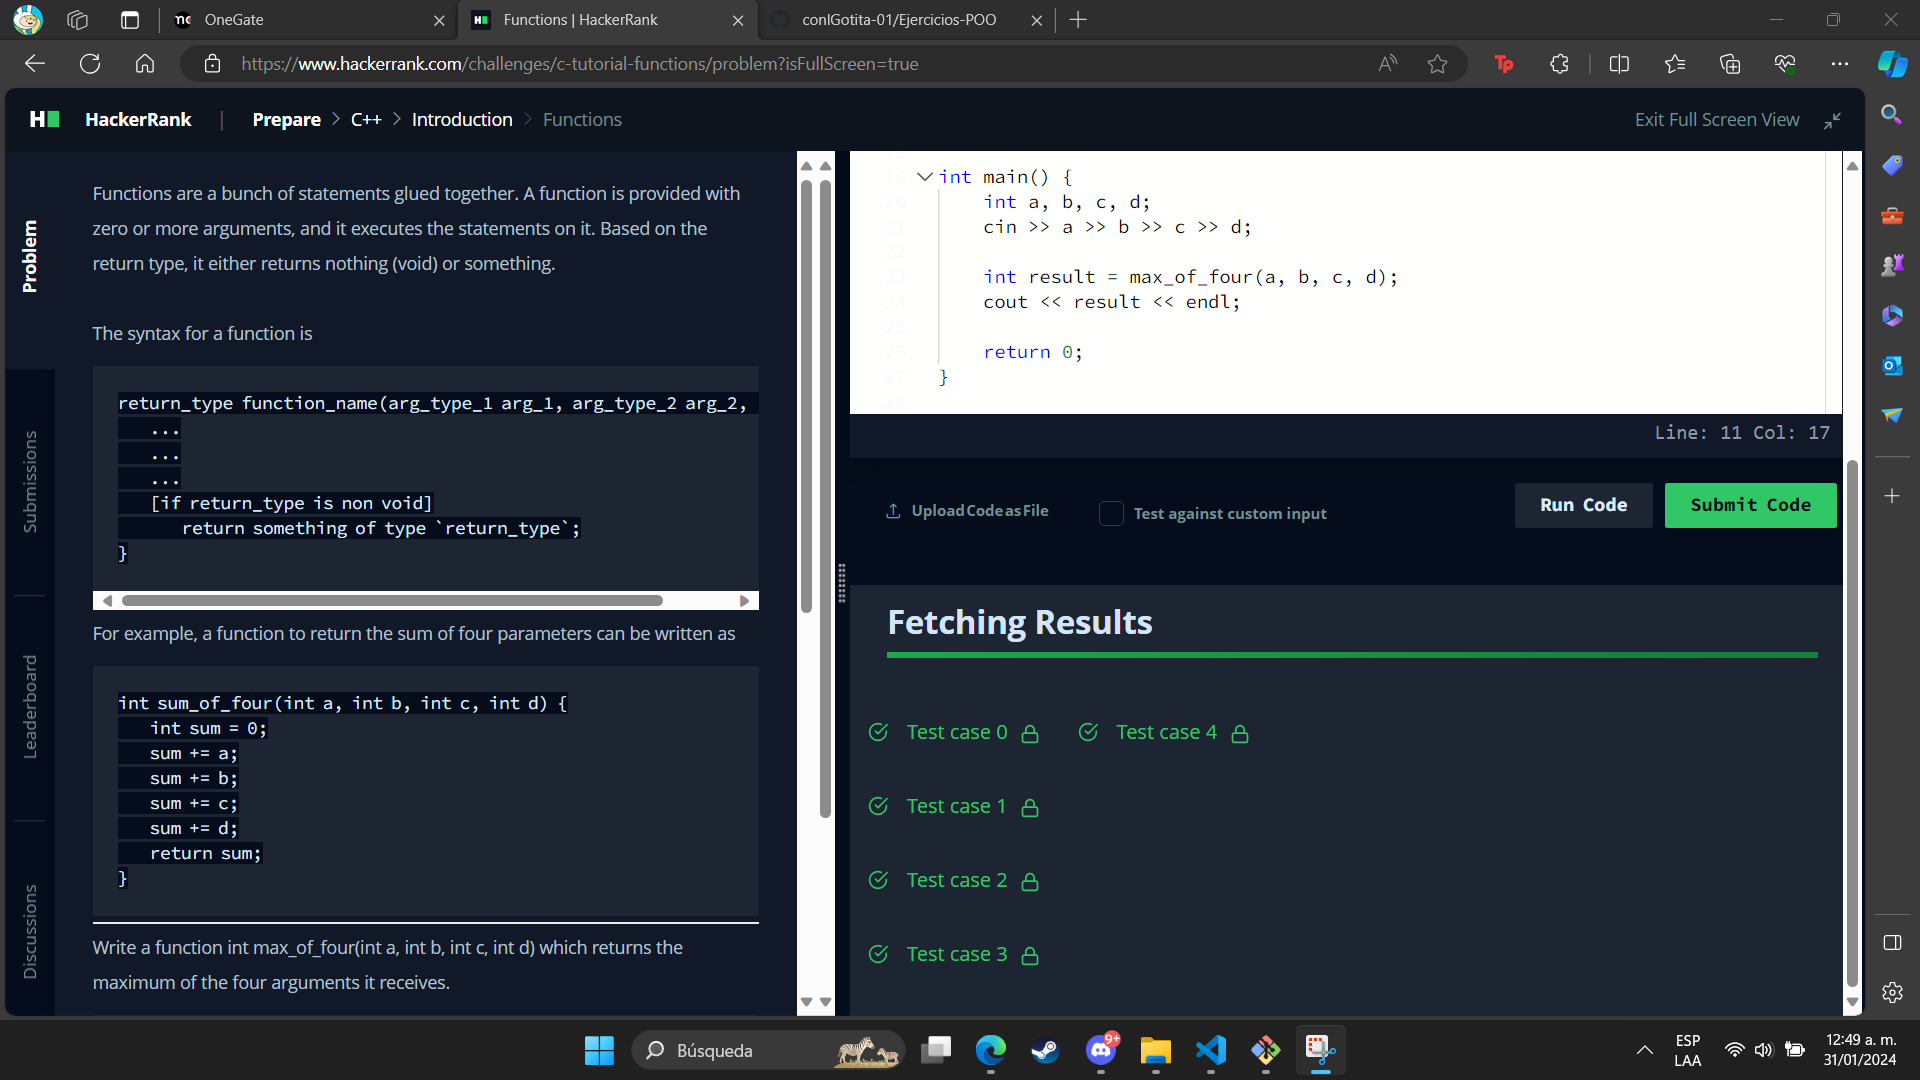 OneGate
Functions | HackerRank
conlGotita-01/Ejercicios-POO
https://www.hackerrank.com/challenges/c-tutorial-functions/problem?isFullScreen=true
HackerRank | Prepare > C++ > Introduction > Functions
Exit Full Screen View
Problem
Submissions
Leaderboard
Discussions
Functions are a bunch of statements glued together. A function is provided with
zero or more arguments, and it executes the statements on it. Based on the
return type, it either returns nothing (void) or something.
The syntax for a function is
return_type function_name(arg_type_1 arg_1, arg_type_2 arg_2,
...
...
...
[if return_type is non void]
return something of type `return_type`;
}
For example, a function to return the sum of four parameters can be written as
int sum_of_four(int a, int b, int c, int d) {
int sum = 0;
sum += a;
sum += b;
sum += c;
sum += d;
return sum;
}
Write a function int max_of_four(int a, int b, int c, int d) which returns the
maximum of the four arguments it receives.
19 int main() {
20 int a, b, c, d;
21 cin >> a >> b >> c >> d;
22
23 int result = max_of_four(a, b, c, d);
24 cout << result << endl;
25
26 return 0;
27 }
28
Line: 11 Col: 17
Upload Code as File
Test against custom input
Run Code
Submit Code
Fetching Results
Test case 0
Test case 4
Test case 1
Test case 2
Test case 3
Búsqueda
9+
ESP
LAA
12:49 a. m.
31/01/2024